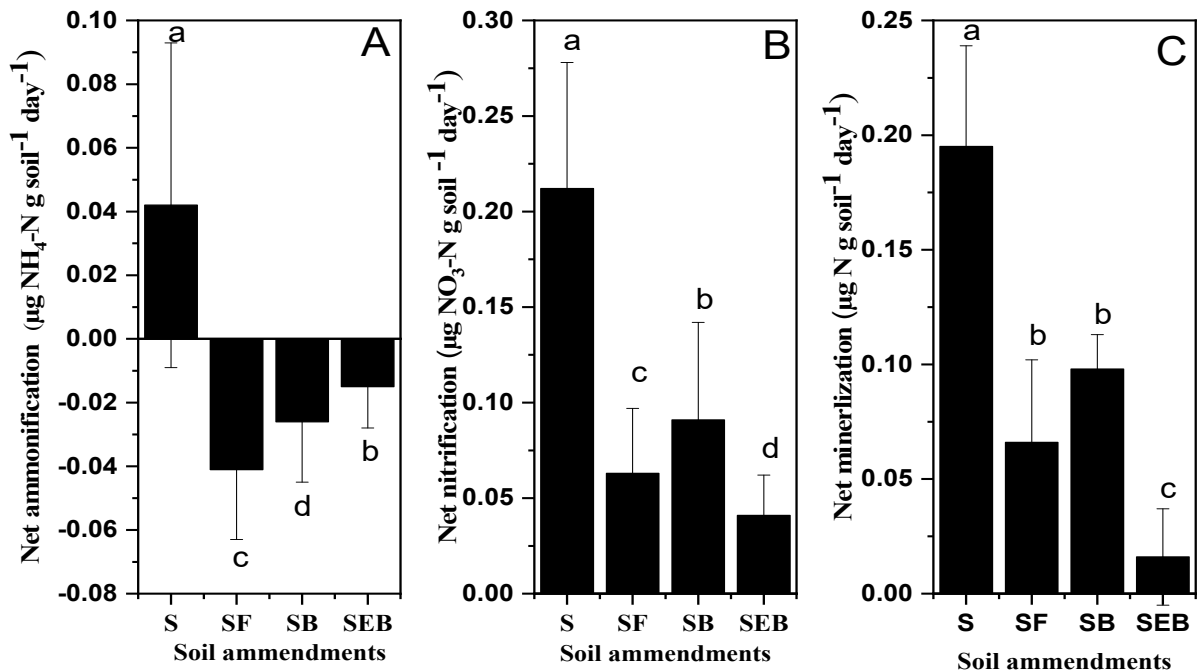 A
Net ammonification (µg NH₄-N g soil⁻¹ day⁻¹)
0.10
0.08
0.06
0.04
0.02
0.00
-0.02
-0.04
-0.06
-0.08
a
c
d
b
S SF SB SEB
Soil ammendments
B
Net nitrification (µg NO₃-N g soil⁻¹ day⁻¹)
0.30
0.25
0.20
0.15
0.10
0.05
0.00
a
c
b
d
S SF SB SEB
Soil ammendments
C
Net minerlization (µg N g soil⁻¹ day⁻¹)
0.25
0.20
0.15
0.10
0.05
0.00
a
b
b
c
S SF SB SEB
Soil ammendments